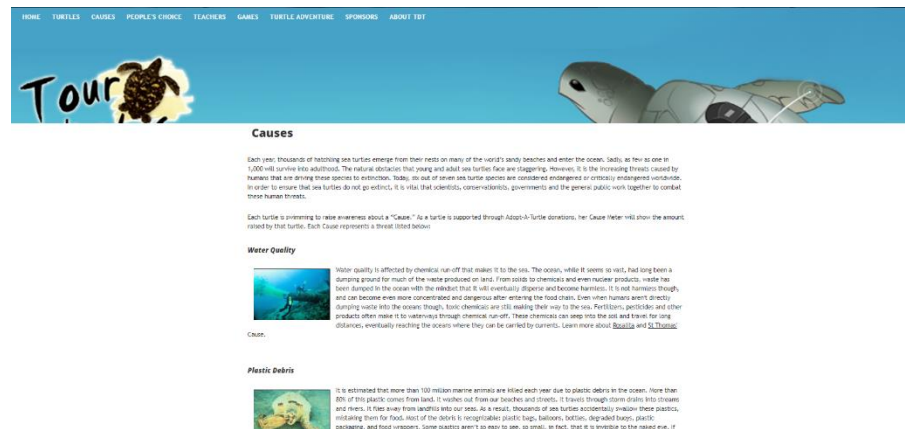 HOME TURTLES CAUSES PEOPLE'S CHOICE TEACHERS GAMES TURTLE ADVENTURE SPONSORS ABOUT TDT
Tour
Causes
Each year, thousands of hatchling sea turtles emerge from their nests on many of the world's sandy beaches and enter the ocean. Sadly, as few as one in
1,000 will survive into adulthood. The natural obstacles that young and adult sea turtles face are staggering. However, it is the increasing threats caused by
humans that are driving these species to extinction. Today, six out of seven sea turtle species are considered endangered or critically endangered worldwide.
In order to ensure that sea turtles do not go extinct, it is vital that scientists, conservationists, governments and the general public work together to combat
these human threats.
Each turtle is swimming to raise awareness about a "Cause." As a turtle is supported through Adopt-A-Turtle donations, her Cause Meter will show the amount
raised by that turtle. Each Cause represents a threat listed below:
Water Quality
Water quality is affected by chemical run-off that makes it to the sea. The ocean, while it seems so vast, had long been a
dumping ground for much of the waste produced on land. From solids to chemicals and even nuclear products, waste has
been dumped in the ocean with the mindset that it will eventually disperse and become harmless. It is not harmless though,
and can become even more concentrated and dangerous after entering the food chain. Even when humans aren't directly
dumping waste into the oceans though, toxic chemicals are still making their way to the sea. Fertilizers, pesticides and other
products often make it to waterways through chemical run-off. These chemicals can seep into the soil and travel for long
distances, eventually reaching the oceans where they can be carried by currents. Learn more about Rosalita and St Thomas'
Cause.
Plastic Debris
It is estimated that more than 100 million marine animals are killed each year due to plastic debris in the ocean. More than
80% of this plastic comes from land. It washes out from our beaches and streets. It travels through storm drains into streams
and rivers. It flies away from landfills into our seas. As a result, thousands of sea turtles accidentally swallow these plastics,
mistaking them for food. Most of the debris is recognizable: plastic bags, balloons, bottles, degraded buoys, plastic
packaging, and food wrappers. Some plastics aren't so easy to see, so small, in fact, that it is invisible to the naked eye. If